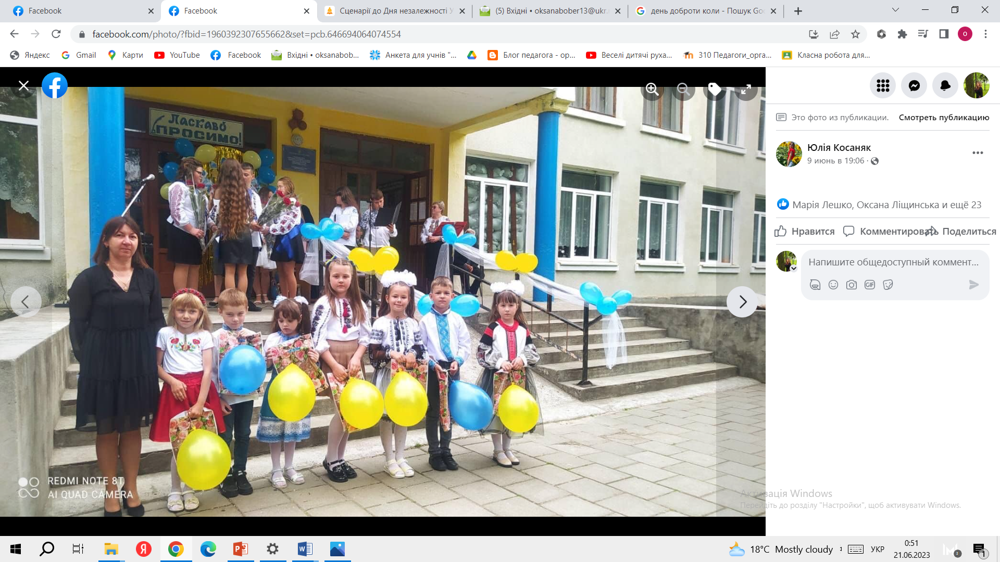 Facebook
Facebook
Сценарії до Дня незалежності У
(5) Вхідні • oksanabober13@ukr.
день доброти коли - Пошук Goo
facebook.com/photo/?fbid=1960392307655662&set=pcb.646694064074554
O
Яндекс
Gmail
Карти
YouTube
Facebook
Вхідні • oksanabob...
Анкета для учнів "...
Блог педагога - ор...
Веселі дитячі руха...
310 Педагоги_орга...
Класна робота для...
Ласкаво
просимо!
REDMI NOTE 8T
AI QUAD CAMERA
Это фото из публикации.
Смотреть публикацию
Юлія Косаняк
9 июнь в 19:06 ·
Марія Лешко, Оксана Ліщинська и ещё 23
Нравится
Комментировать
Поделиться
Напишите общедоступный коммент...
GIF
Активація Windows
Перейдіть до розділу "Настройки", щоб активувати Windows.
18°C Mostly cloudy
УКР
0:51
21.06.2023
3
1